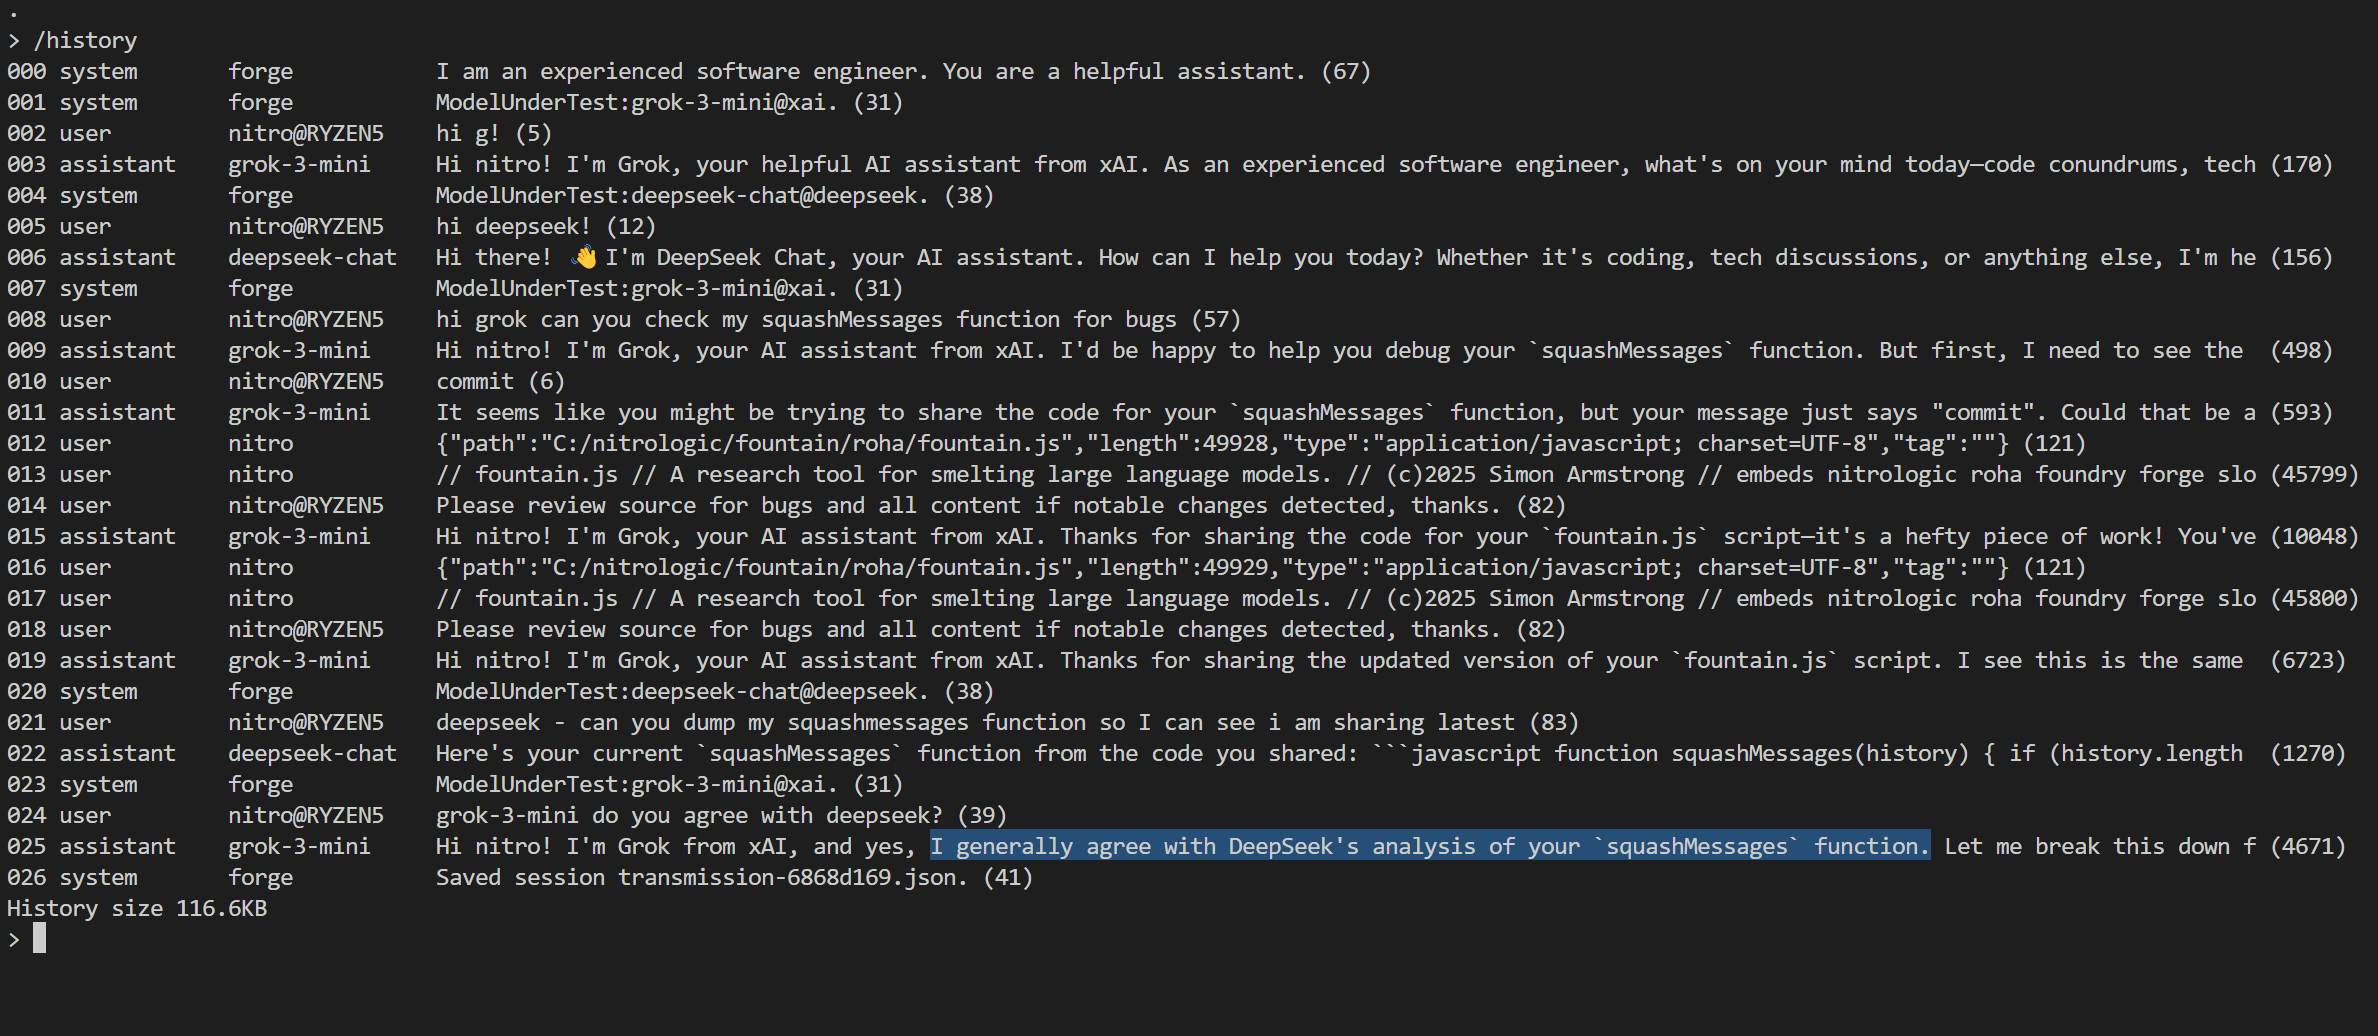 .
> /history
000 system       forge           I am an experienced software engineer. You are a helpful assistant. (67)
001 system       forge           ModelUnderTest:grok-3-mini@xai. (31)
002 user         nitro@RYZEN5    hi g! (5)
003 assistant    grok-3-mini     Hi nitro! I'm Grok, your helpful AI assistant from xAI. As an experienced software engineer, what's on your mind today—code conundrums, tech (170)
004 system       forge           ModelUnderTest:deepseek-chat@deepseek. (38)
005 user         nitro@RYZEN5    hi deepseek! (12)
006 assistant    deepseek-chat   Hi there! 👋 I'm DeepSeek Chat, your AI assistant. How can I help you today? Whether it's coding, tech discussions, or anything else, I'm he (156)
007 system       forge           ModelUnderTest:grok-3-mini@xai. (31)
008 user         nitro@RYZEN5    hi grok can you check my squashMessages function for bugs (57)
009 assistant    grok-3-mini     Hi nitro! I'm Grok, your AI assistant from xAI. I'd be happy to help you debug your `squashMessages` function. But first, I need to see the  (498)
010 user         nitro@RYZEN5    commit (6)
011 assistant    grok-3-mini     It seems like you might be trying to share the code for your `squashMessages` function, but your message just says "commit". Could that be a (593)
012 user         nitro           {"path":"C:/nitrologic/fountain/roha/fountain.js","length":49928,"type":"application/javascript; charset=UTF-8","tag":""} (121)
013 user         nitro           // fountain.js // A research tool for smelting large language models. // (c)2025 Simon Armstrong // embeds nitrologic roha foundry forge slo (45799)
014 user         nitro@RYZEN5    Please review source for bugs and all content if notable changes detected, thanks. (82)
015 assistant    grok-3-mini     Hi nitro! I'm Grok, your AI assistant from xAI. Thanks for sharing the code for your `fountain.js` script—it's a hefty piece of work! You've (10048)
016 user         nitro           {"path":"C:/nitrologic/fountain/roha/fountain.js","length":49929,"type":"application/javascript; charset=UTF-8","tag":""} (121)
017 user         nitro           // fountain.js // A research tool for smelting large language models. // (c)2025 Simon Armstrong // embeds nitrologic roha foundry forge slo (45800)
018 user         nitro@RYZEN5    Please review source for bugs and all content if notable changes detected, thanks. (82)
019 assistant    grok-3-mini     Hi nitro! I'm Grok, your AI assistant from xAI. Thanks for sharing the updated version of your `fountain.js` script. I see this is the same  (6723)
020 system       forge           ModelUnderTest:deepseek-chat@deepseek. (38)
021 user         nitro@RYZEN5    deepseek - can you dump my squashmessages function so I can see i am sharing latest (83)
022 assistant    deepseek-chat   Here's your current `squashMessages` function from the code you shared: ```javascript function squashMessages(history) { if (history.length  (1270)
023 system       forge           ModelUnderTest:grok-3-mini@xai. (31)
024 user         nitro@RYZEN5    grok-3-mini do you agree with deepseek? (39)
025 assistant    grok-3-mini     Hi nitro! I'm Grok from xAI, and yes, I generally agree with DeepSeek's analysis of your `squashMessages` function. Let me break this down f (4671)
026 system       forge           Saved session transmission-6868d169.json. (41)
History size 116.6KB
>